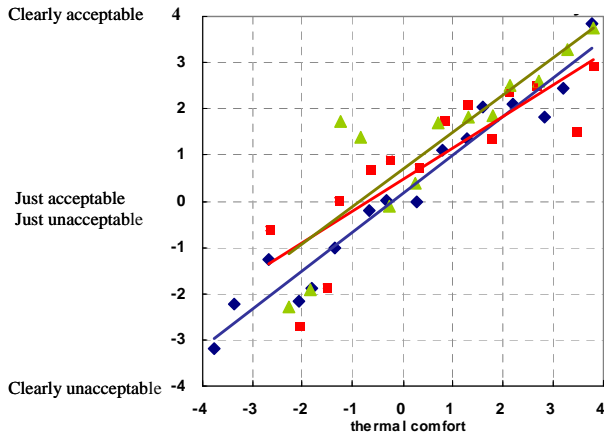 Clearly acceptable
4
3
2
1
Just acceptable
0
Just unacceptable
-1
-2
-3
Clearly unacceptable
-4
-4 -3 -2 -1 0 1 2 3 4
thermal comfort